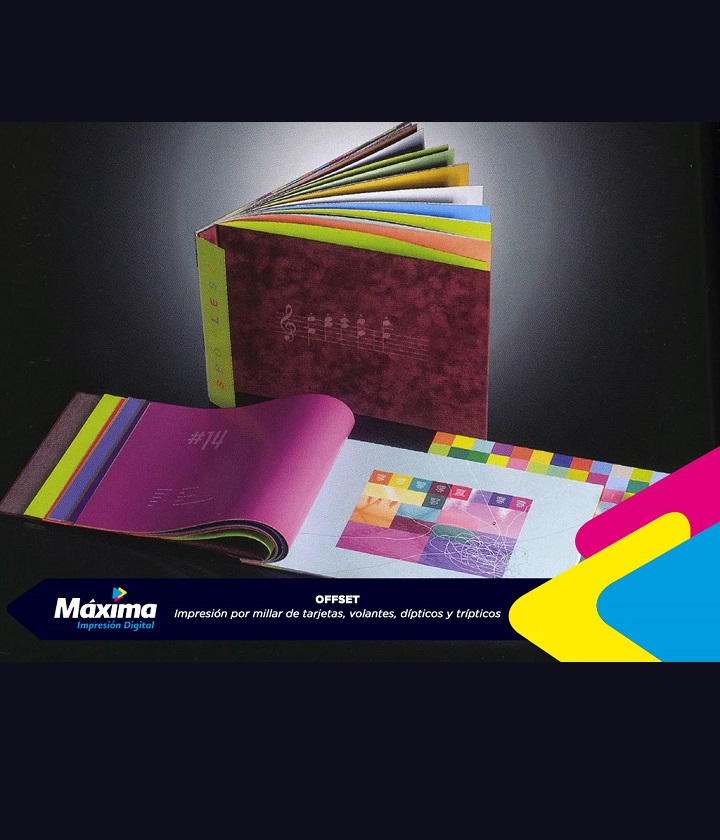 #14
Máxima
Impresión Digital
OFFSET
Impresión por millar de tarjetas, volantes, dípticos y trípticos